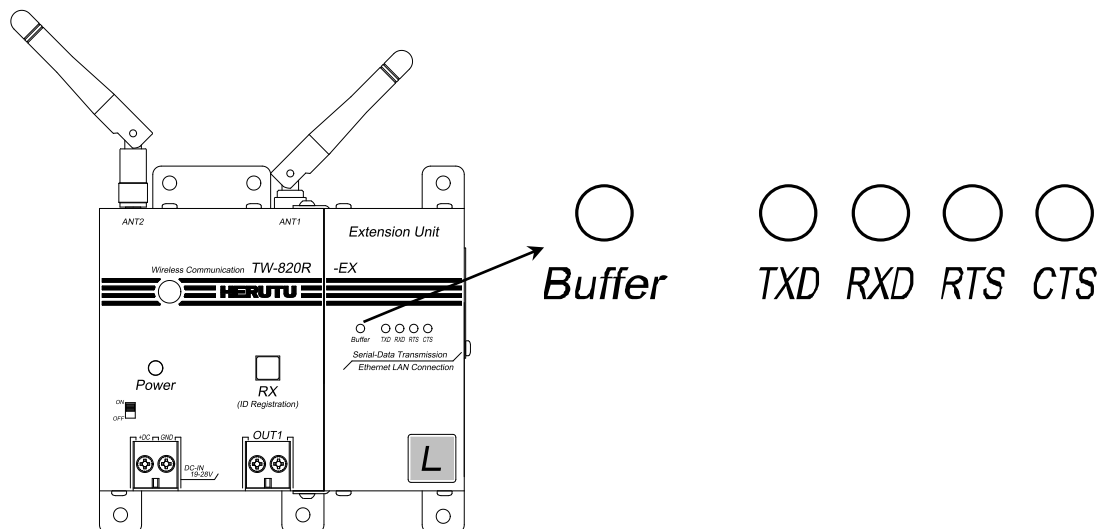 ANT2 ANT1
Extension Unit
Wireless Communication TW-820R -EX
HERUTU
Buffer TXD RXD RTS CTS
Serial-Data Transmission
Ethernet LAN Connection
Power
RX
(ID Registration)
ON
OFF
+DC GND
OUT1
DC-IN
19-28V
L
Buffer TXD RXD RTS CTS